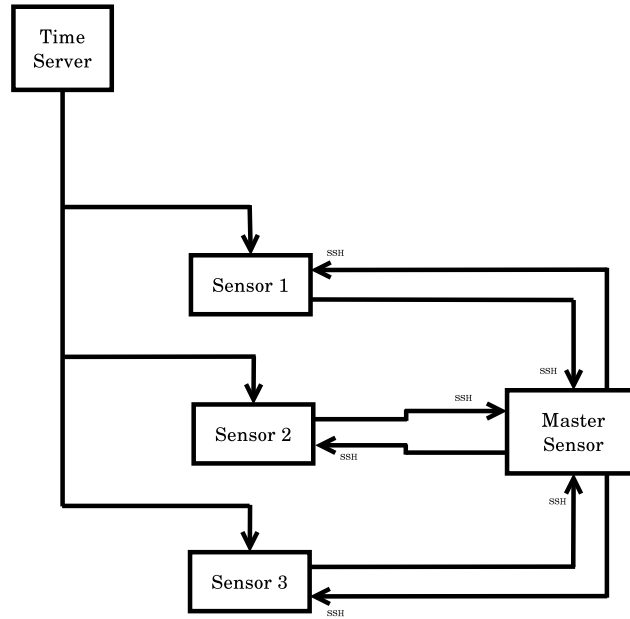 Time
Server
SSH
Sensor 1
SSH
SSH
Sensor 2
Master
Sensor
SSH
SSH
Sensor 3
SSH